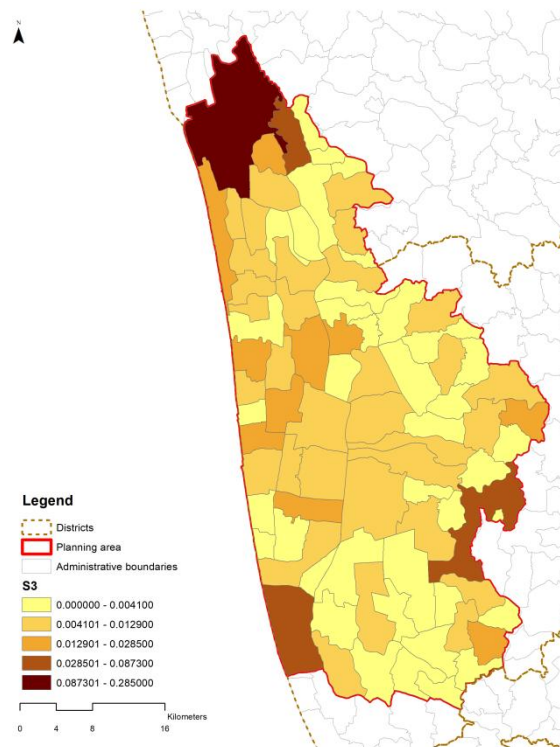 N
Legend
Districts
Planning area
Administrative boundaries
S3
0.000000 - 0.004100
0.004101 - 0.012900
0.012901 - 0.028500
0.028501 - 0.087300
0.087301 - 0.285000
Kilometers
0 4 8 16